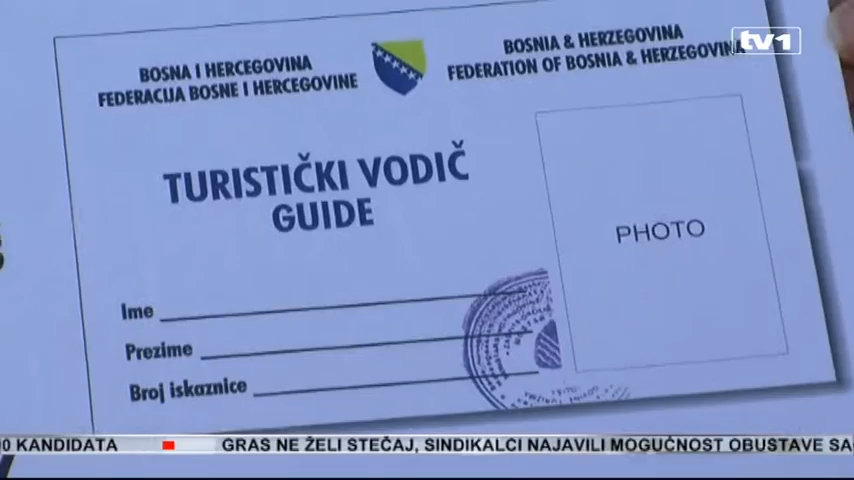 tv1
BOSNA I HERCEGOVINA
FEDERACIJA BOSNE I HERCEGOVINE
BOSNIA & HERZEGOVINA
FEDERATION OF BOSNIA & HERZEGOVINA
TURISTIČKI VODIČ
GUIDE
PHOTO
Ime
Prezime
Broj iskaznice
KANDIDATA
GRAS NE ŽELI STEČAJ, SINDIKALCI NAJAVILI MOGUĆNOST OBUSTAVE